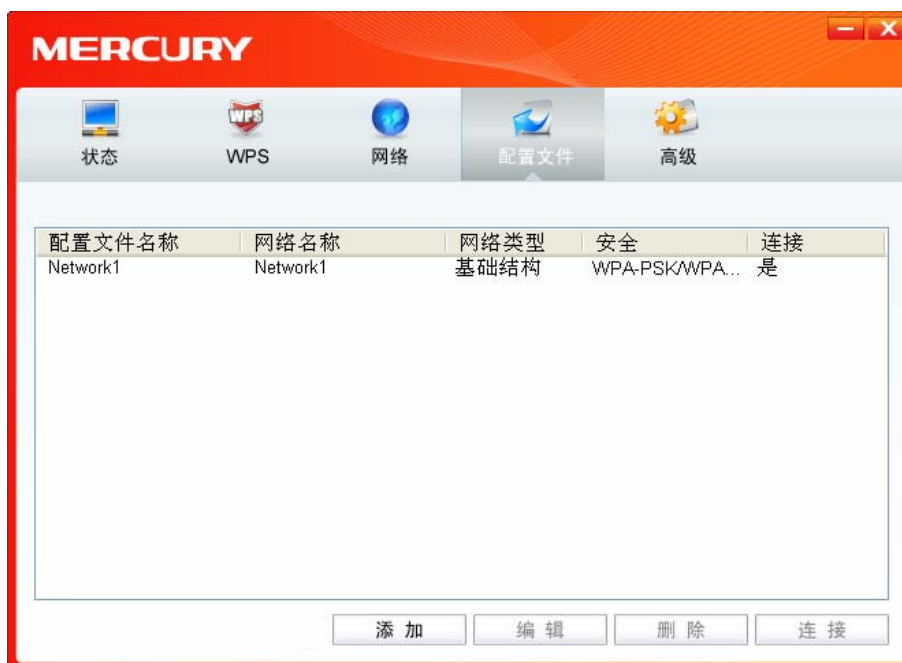 MERCURY
WPS
状态 WPS 网络 配置文件 高级
配置文件名称 网络名称 网络类型 安全 连接
Network1 Network1 基础结构 WPA-PSK/WPA... 是
添 加 编 辑 删 除 连 接